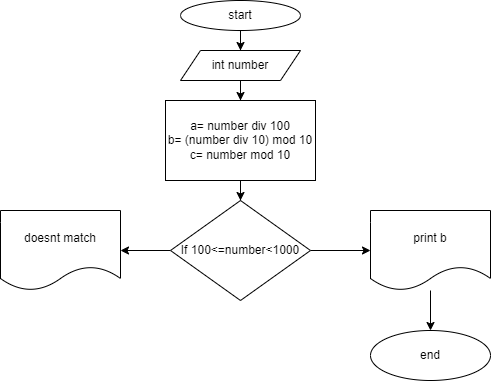 start
int number
a= number div 100
b= (number div 10) mod 10
c= number mod 10
doesnt match
If 100<=number<1000
print b
end